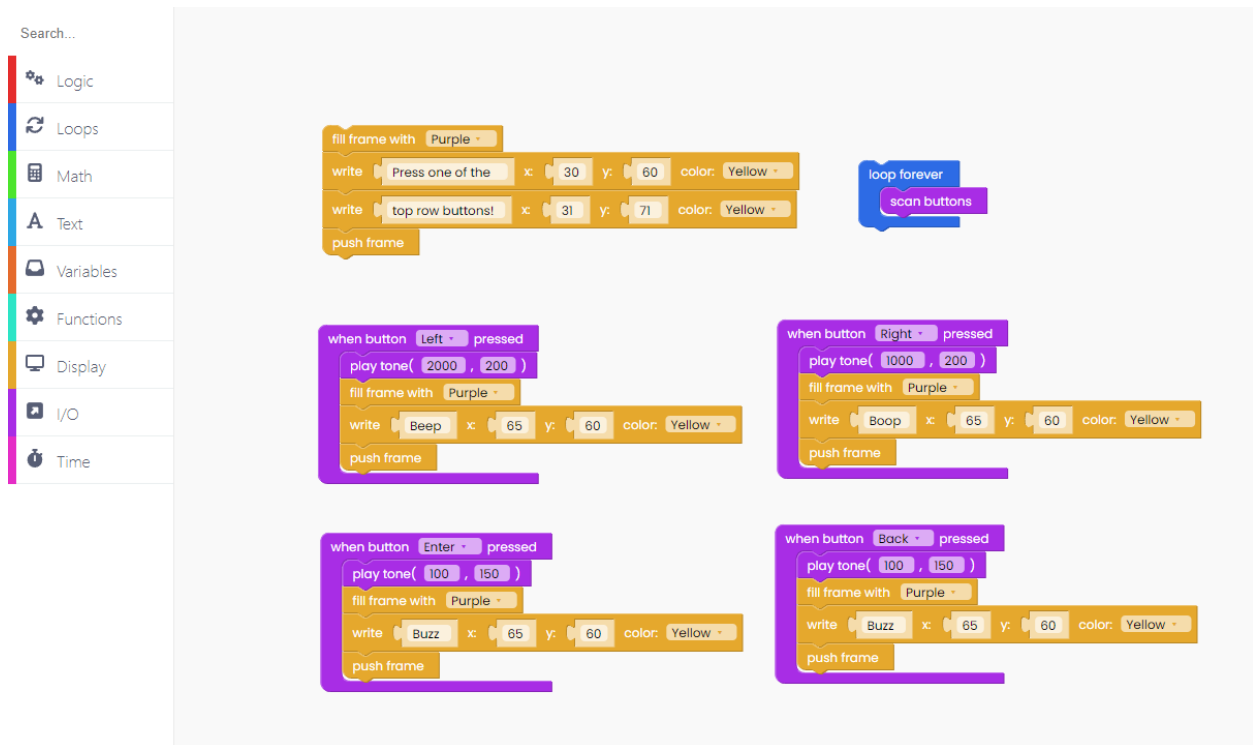 Search...
Logic
Loops
Math
Text
Variables
Functions
Display
I/O
Time
fill frame with Purple
write Press one of the x: 30 y: 60 color: Yellow
write top row buttons! x: 31 y: 71 color: Yellow
push frame
loop forever
scan buttons
when button Left pressed
play tone( 2000 , 200 )
fill frame with Purple
write Beep x: 65 y: 60 color: Yellow
push frame
when button Right pressed
play tone( 1000 , 200 )
fill frame with Purple
write Boop x: 65 y: 60 color: Yellow
push frame
when button Enter pressed
play tone( 100 , 150 )
fill frame with Purple
write Buzz x: 65 y: 60 color: Yellow
push frame
when button Back pressed
play tone( 100 , 150 )
fill frame with Purple
write Buzz x: 65 y: 60 color: Yellow
push frame